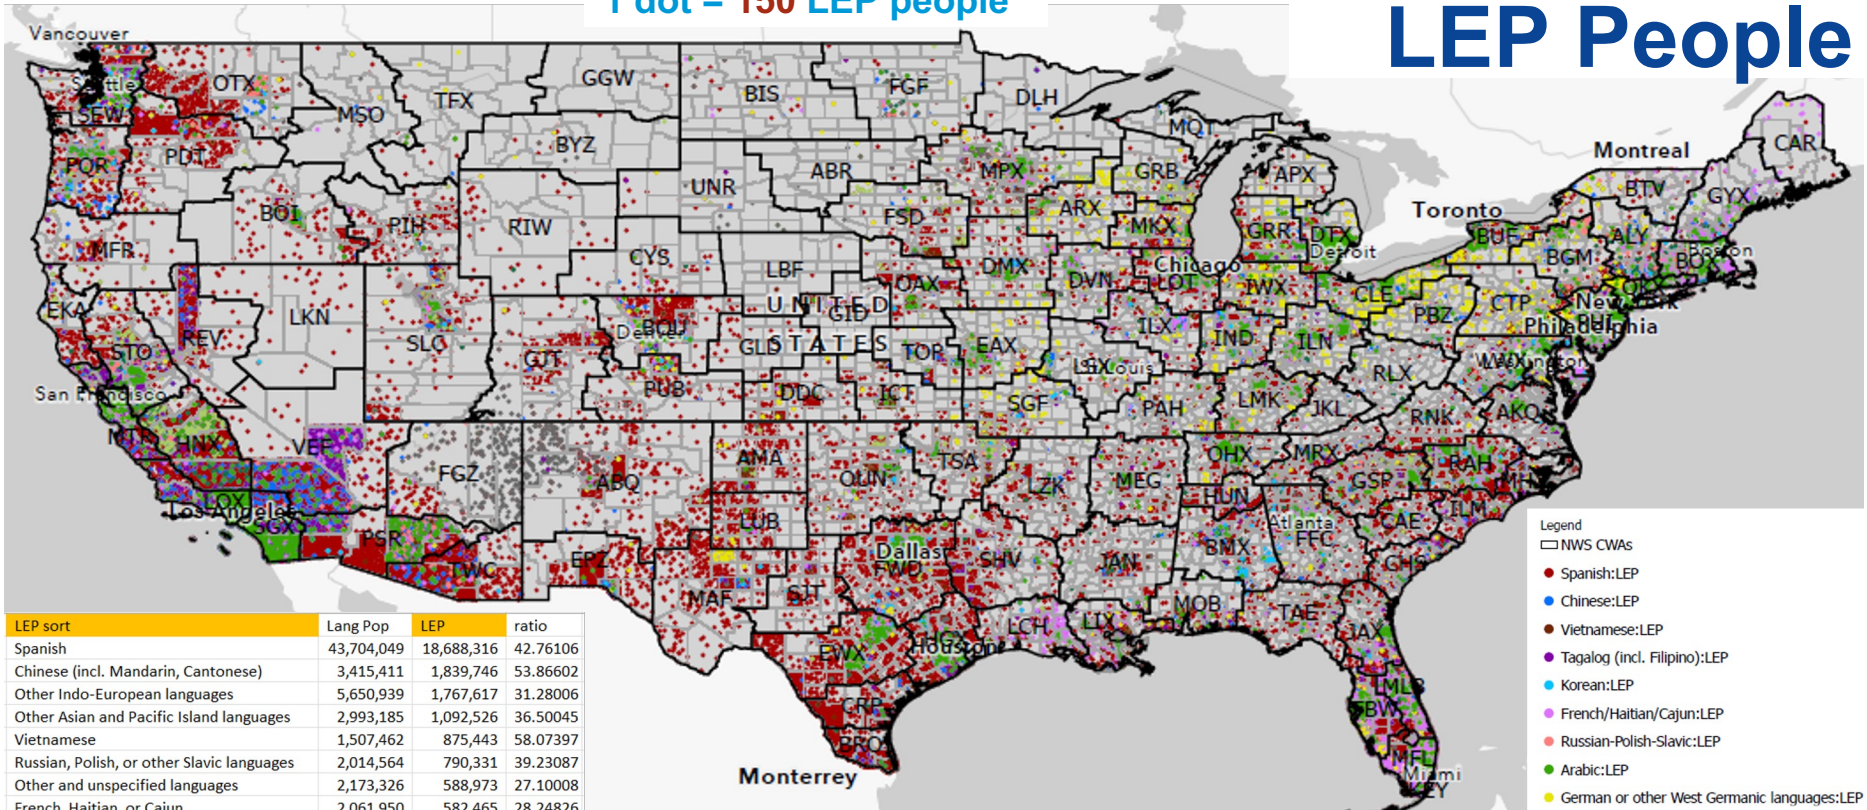 1 dot = 150 LEP people
LEP People
Vancouver
Seattle
OTX
GGW
BIS
FGF
DLH
SEW
MSO
TFX
MQT
CAR
PQR
PDT
BYZ
ABR
MPX
GRB
APX
Montreal
BTV
GYX
UNR
BOI
PIH
RIW
FSD
ARX
MKX
GRR
DTX
Detroit
Toronto
BUF
ALY
MFR
CYS
LBF
OAX
DMX
DVN
Chicago
LOT
IWX
CLE
BGM
Boston
EKA
STO
REV
LKN
SLC
GJT
Denver
BOU
UNITED
GID
STATES
GLD
TOP
EAX
ILX
IND
ILN
PBZ
CTP
New York
OKX
PHI
Philadelphia
San Francisco
PUB
DDC
ICT
SGF
LSX
St Louis
PAH
LMK
JKL
RLX
Washington
RNK
AKQ
MTR
HNX
VEF
FGZ
ABQ
AMA
OUN
TSA
LZK
MEG
OHX
MRX
GSP
RAH
MHX
LOX
Los Angeles
SGX
PSR
TWC
EPZ
LUB
Dallas
FWD
SHV
JAN
HUN
BMX
Atlanta
FFC
CAE
ILM
CHS
MAF
SJT
EWX
HGX
Houston
LCH
LIX
MOB
TAE
JAX
CRP
BRO
MLB
TBW
MFL
Miami
KEY
Monterrey
LEP sort Lang Pop LEP ratio
Spanish 43,704,049 18,688,316 42.76106
Chinese (incl. Mandarin, Cantonese) 3,415,411 1,839,746 53.86602
Other Indo-European languages 5,650,939 1,767,617 31.28006
Other Asian and Pacific Island languages 2,993,185 1,092,526 36.50045
Vietnamese 1,507,462 875,443 58.07397
Russian, Polish, or other Slavic languages 2,014,564 790,331 39.23087
Other and unspecified languages 2,173,326 588,973 27.10008
French, Haitian, or Cajun 2,061,950 582,465 28.24826
Legend
NWS CWAs
Spanish:LEP
Chinese:LEP
Vietnamese:LEP
Tagalog (incl. Filipino):LEP
Korean:LEP
French/Haitian/Cajun:LEP
Russian-Polish-Slavic:LEP
Arabic:LEP
German or other West Germanic languages:LEP